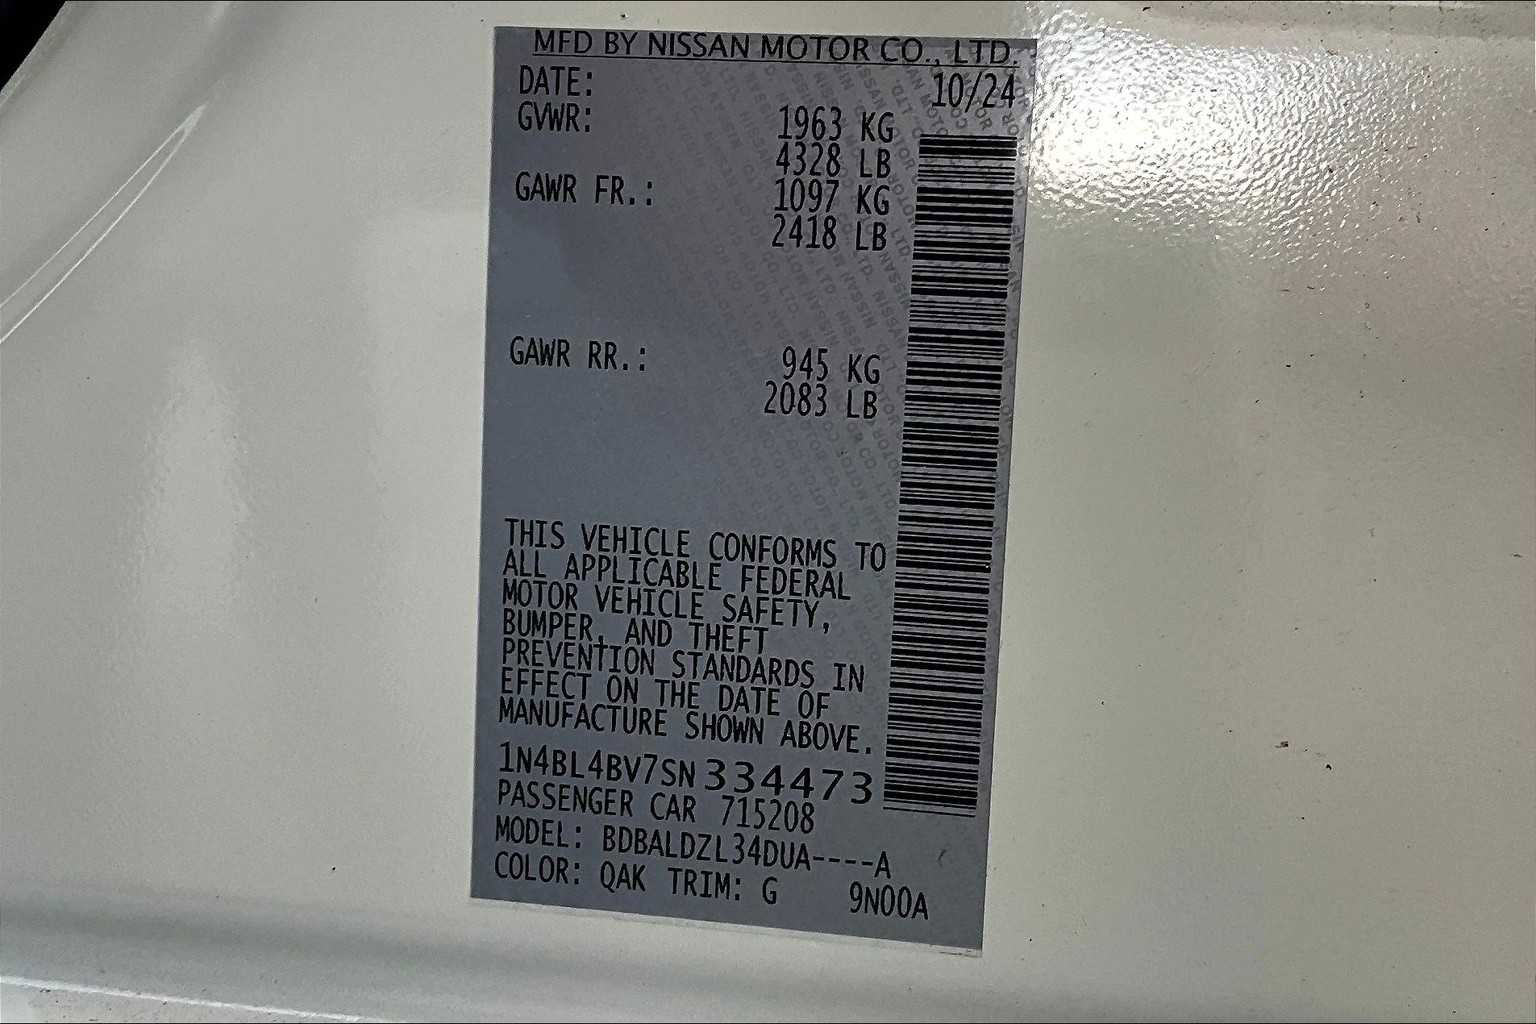 MFD BY NISSAN MOTOR CO., LTD.
DATE: 10/24
GVWR: 1963 KG
4328 LB
GAWR FR.: 1097 KG
2418 LB
GAWR RR.: 945 KG
2083 LB
THIS VEHICLE CONFORMS TO
ALL APPLICABLE FEDERAL
MOTOR VEHICLE SAFETY,
BUMPER, AND THEFT
PREVENTION STANDARDS IN
EFFECT ON THE DATE OF
MANUFACTURE SHOWN ABOVE.
1N4BL4BV7SN334473
PASSENGER CAR 715208
MODEL: BDBALDZL34DUA----A
COLOR: QAK TRIM: G 9N00A